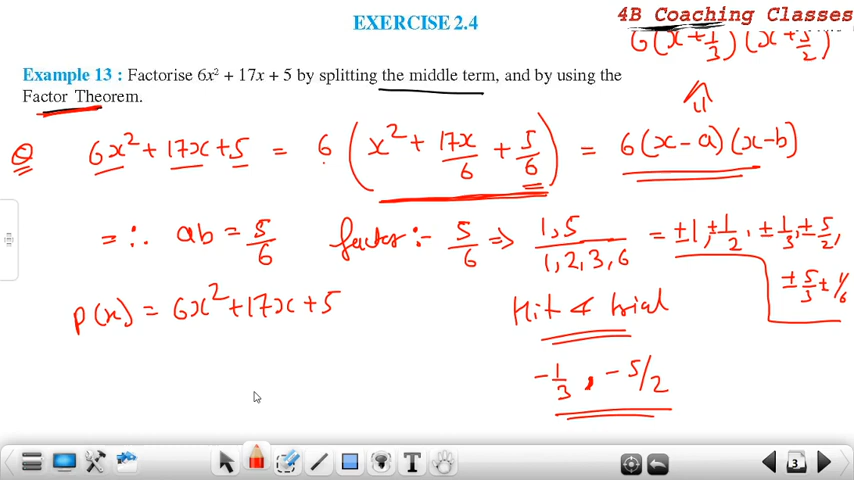 EXERCISE 2.4
4B Coaching Classes
6(x+1/3)(x+5/2)
Example 13 : Factorise 6x² + 17x + 5 by splitting the middle term, and by using the
Factor Theorem.
⇑
Q 6x² + 17x + 5 = 6 (x² + 17x/6 + 5/6) = 6(x-a)(x-b)
= ∴ ab = 5/6 factor :- 5/6 ⇒ 1,5/1,2,3,6 = ±1, ±1/2, ±1/3, ±5/2,
±5/3 ± 1/6
p(x) = 6x² + 17x + 5
Hit & trial
-1/3 , -5/2
T
3